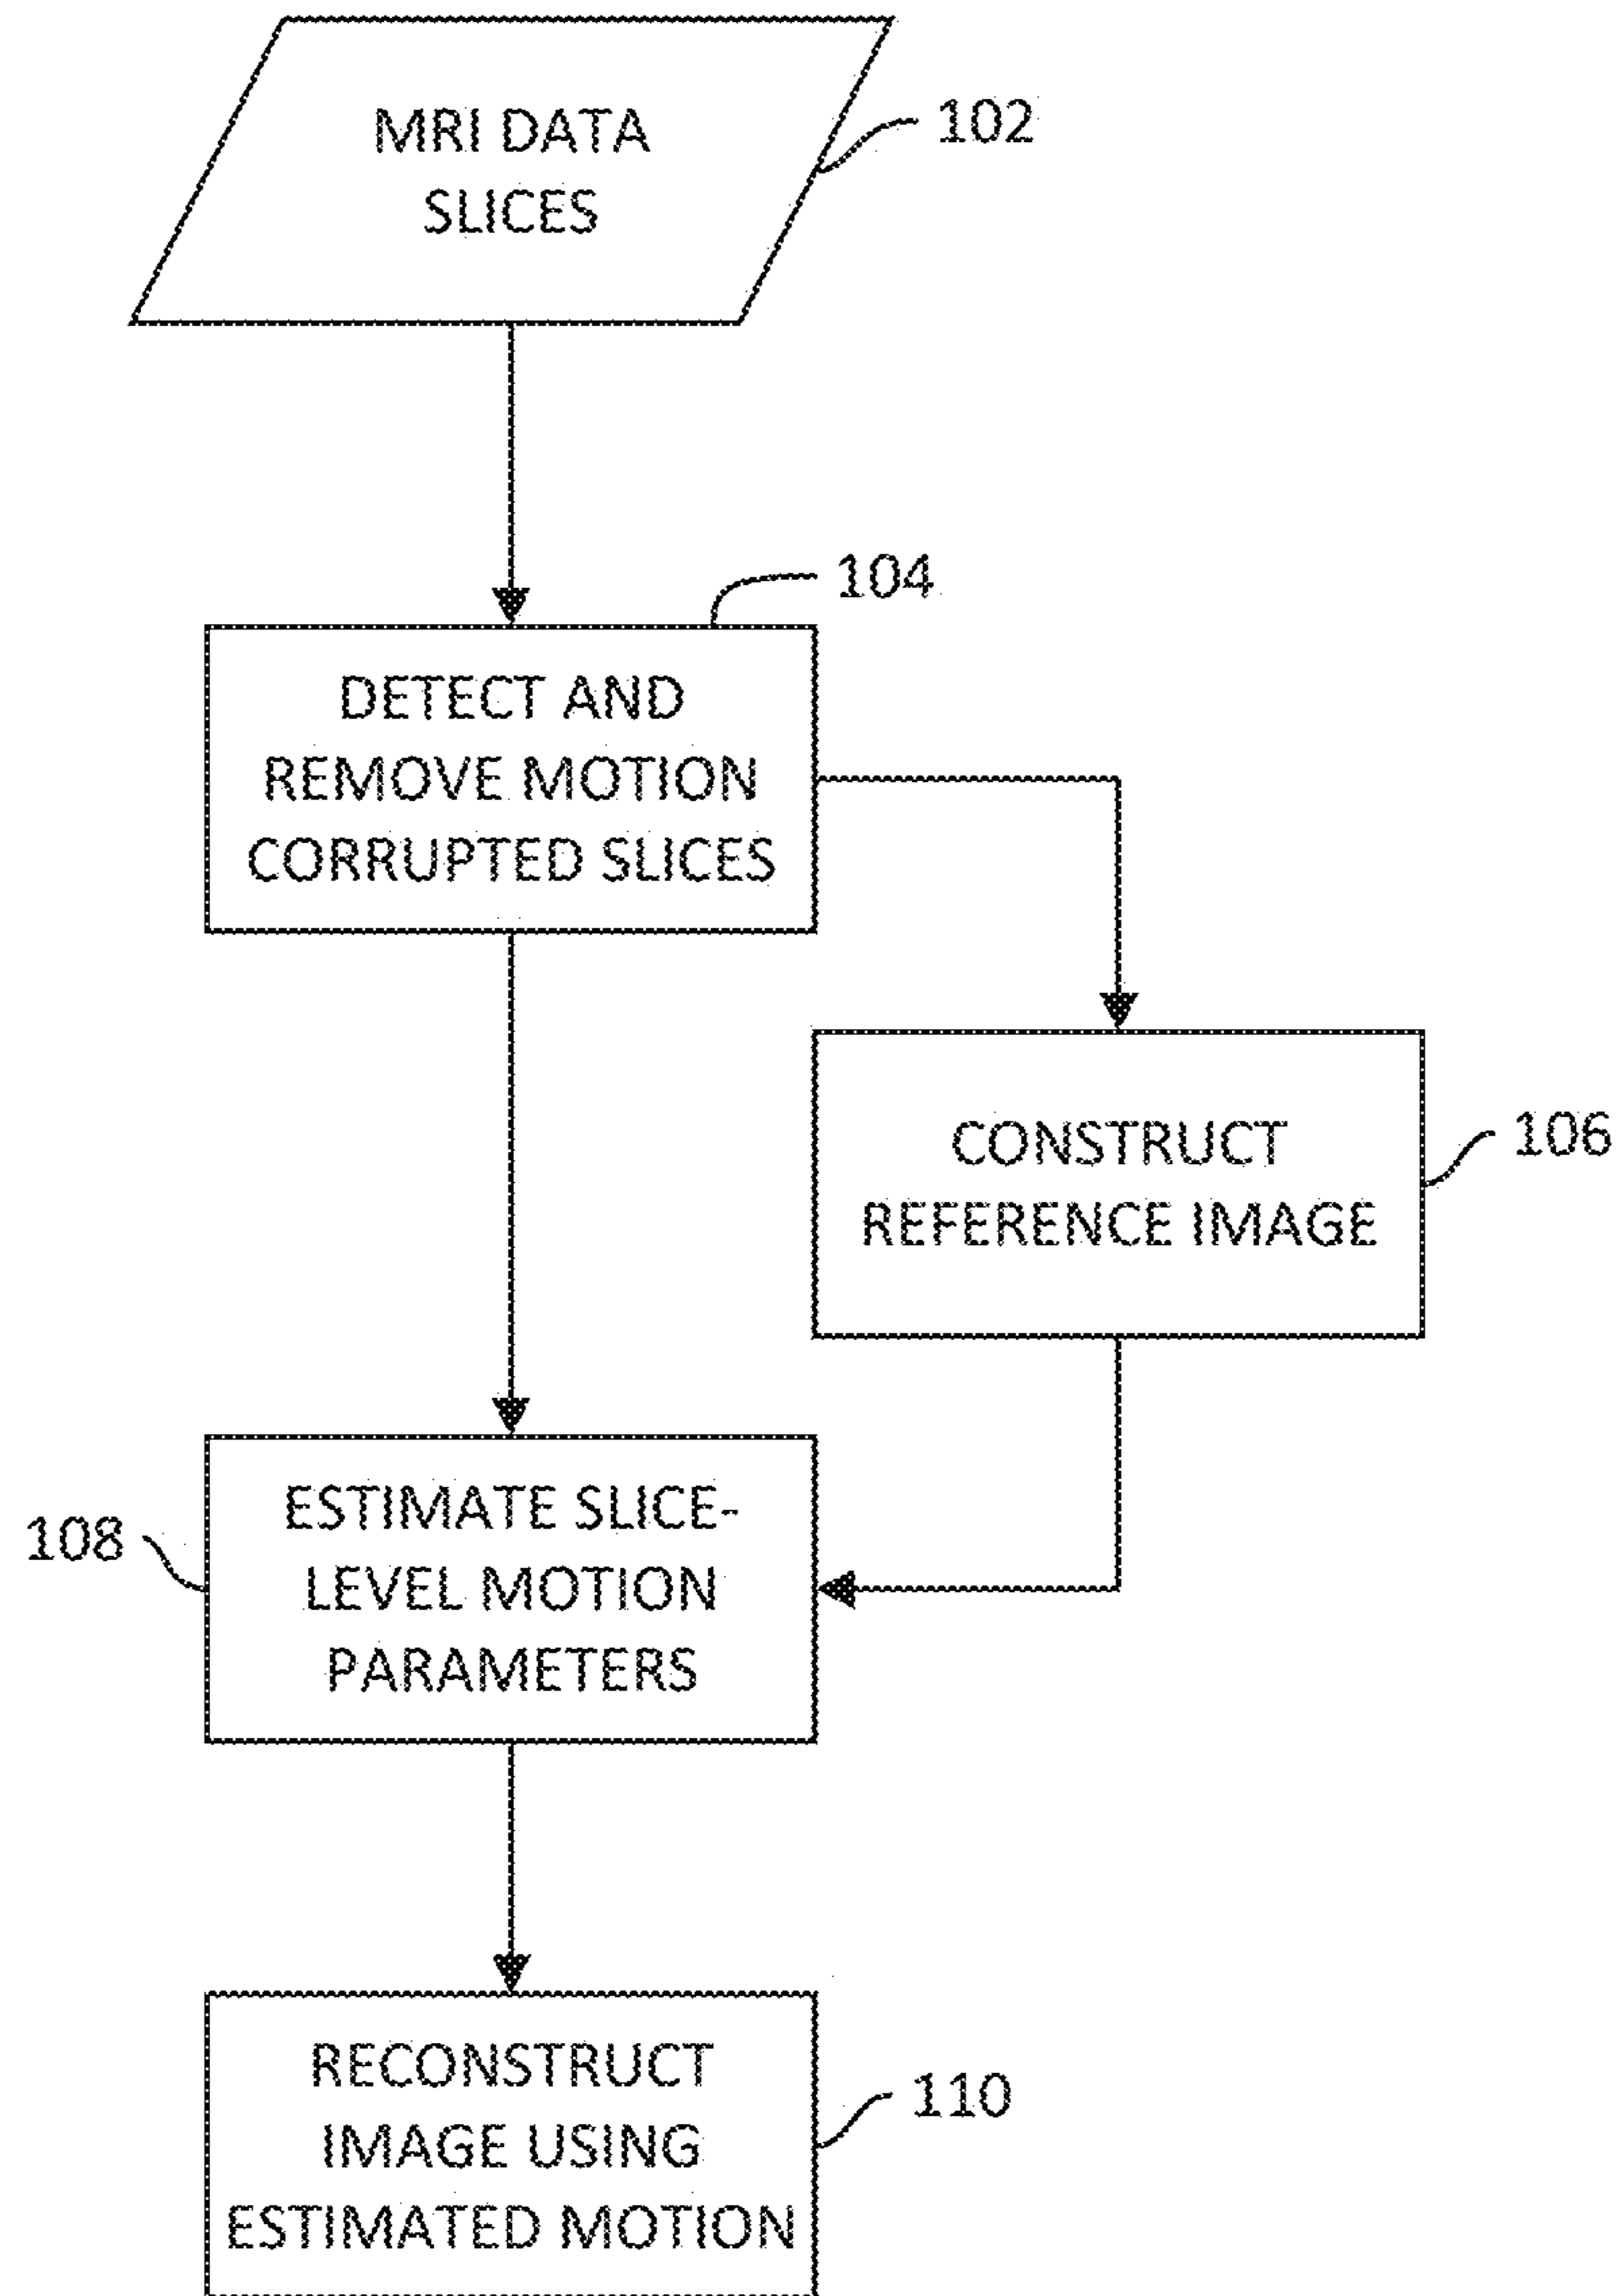 MRI DATA
SLICES
102
104
DETECT AND
REMOVE MOTION
CORRUPTED SLICES
CONSTRUCT
REFERENCE IMAGE
106
108
ESTIMATE SLICE-
LEVEL MOTION
PARAMETERS
RECONSTRUCT
IMAGE USING
ESTIMATED MOTION
110